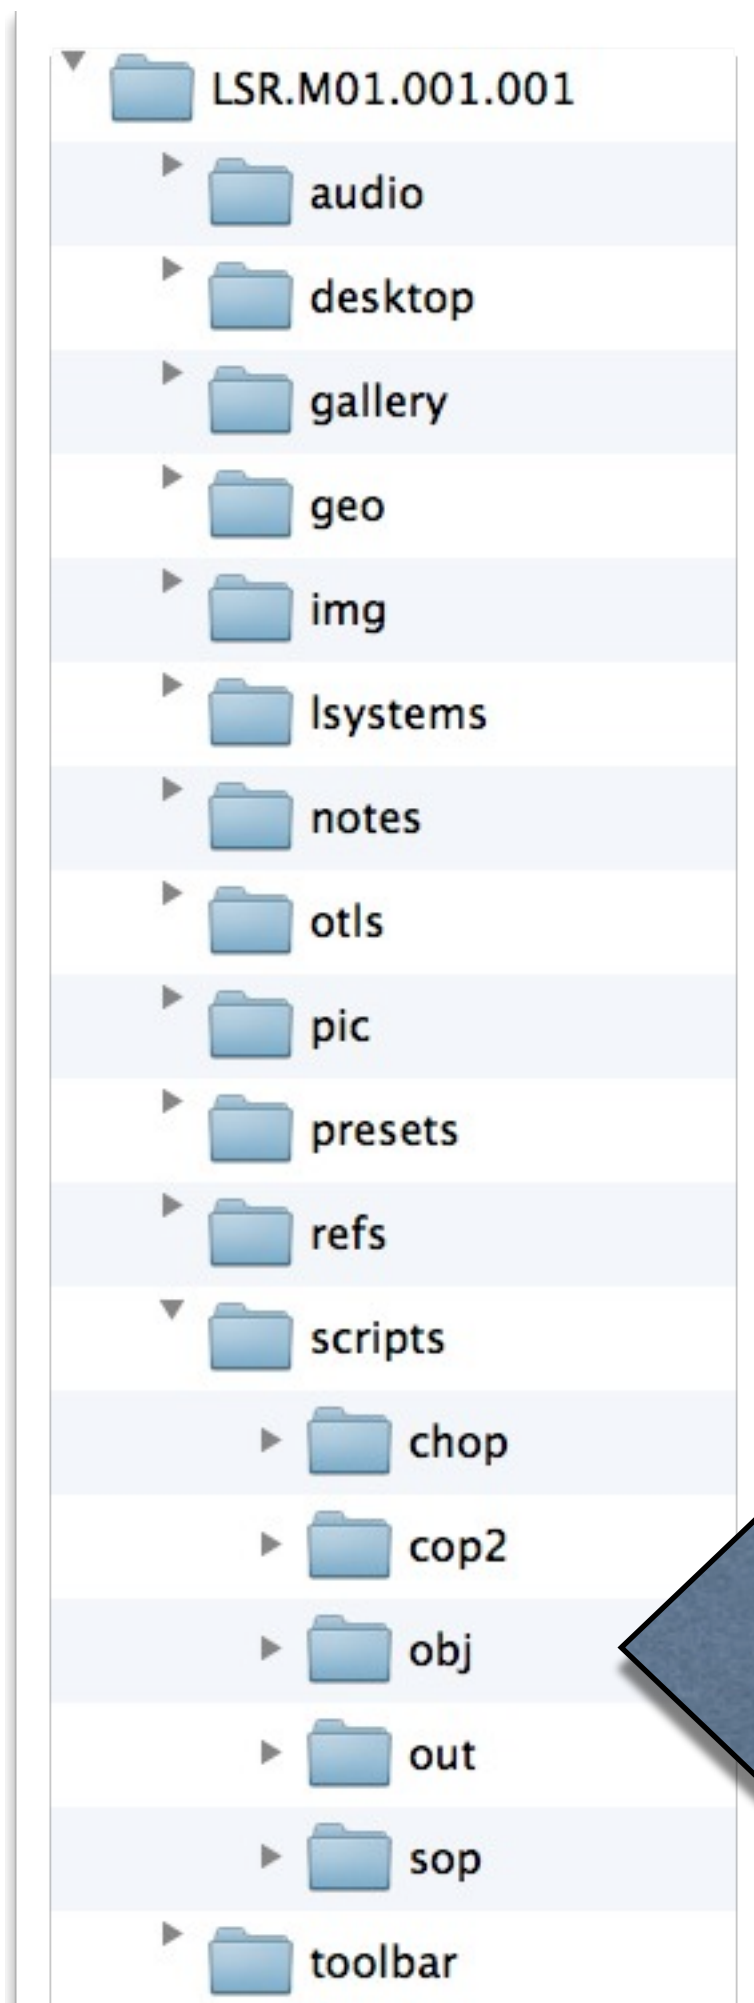 LSR.M01.001.001
audio
desktop
gallery
geo
img
lsystems
notes
otls
pic
presets
refs
scripts
chop
cop2
obj
out
sop
toolbar